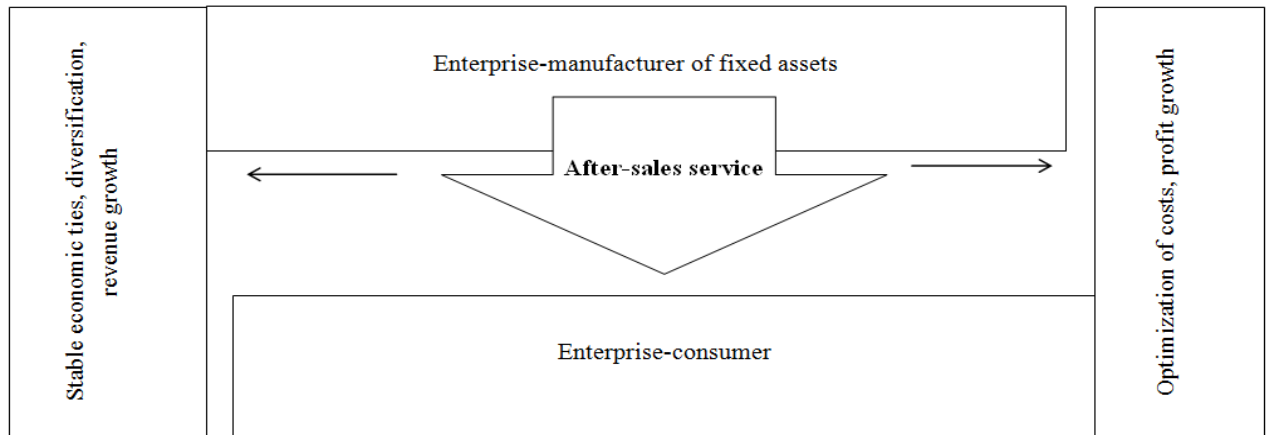 Stable economic ties, diversification,
revenue growth
Enterprise-manufacturer of fixed assets
After-sales service
Enterprise-consumer
Optimization of costs, profit growth